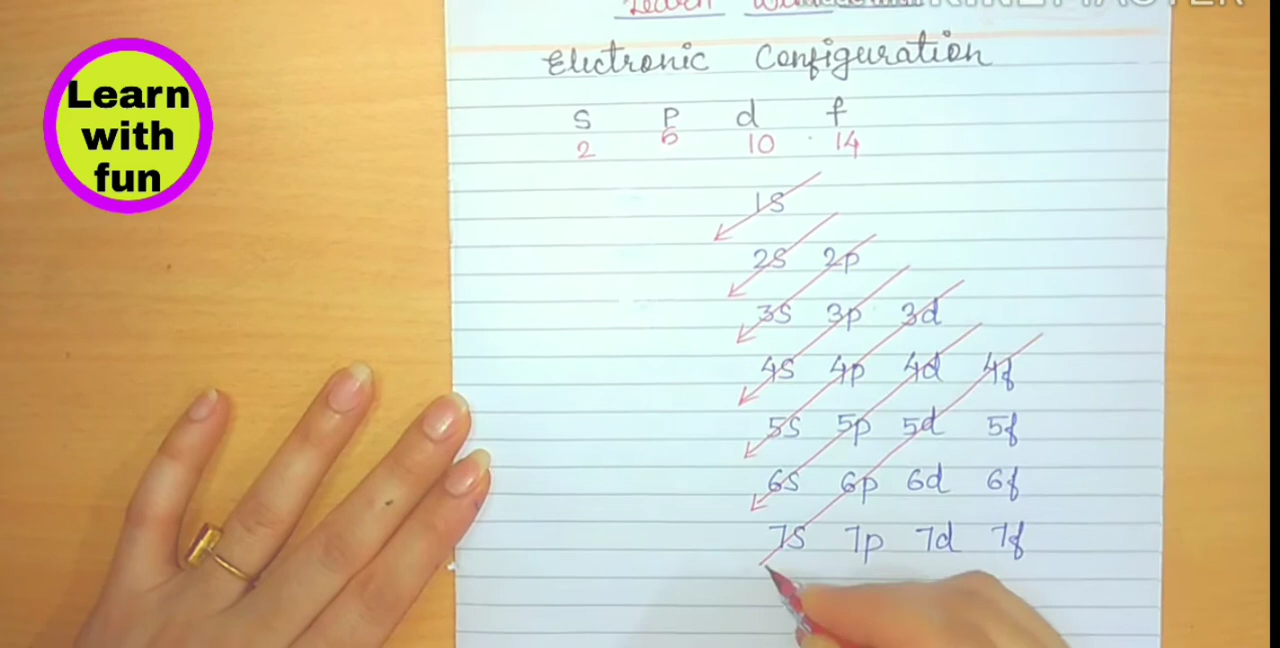 Learn
with
fun
Electronic Configuration
S P d f
2 6 10 14
1S
2S 2p
3S 3p 3d
4S 4p 4d 4f
5S 5p 5d 5f
6S 6p 6d 6f
7S 7p 7d 7f